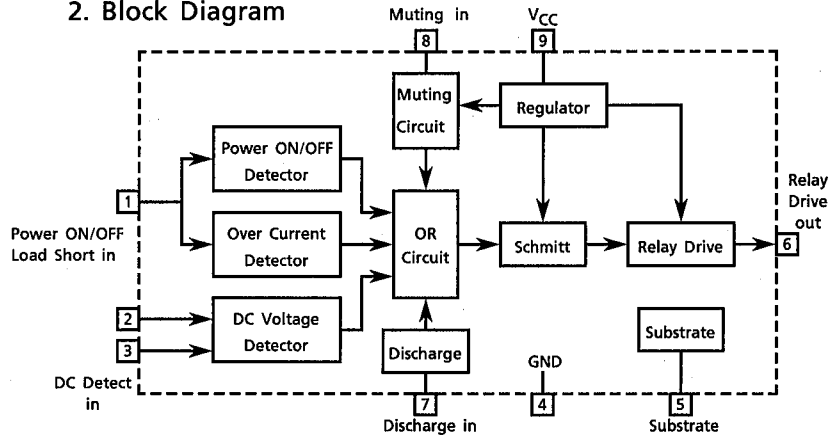 2. Block Diagram
Muting in
VCC
8
9
Muting
Circuit
Regulator
Power ON/OFF
Detector
1
Power ON/OFF
Load Short in
Over Current
Detector
OR
Circuit
Schmitt
Relay Drive
6
Relay
Drive
out
2
3
DC Voltage
Detector
DC Detect
in
Discharge
7
Discharge in
GND
4
Substrate
5
Substrate